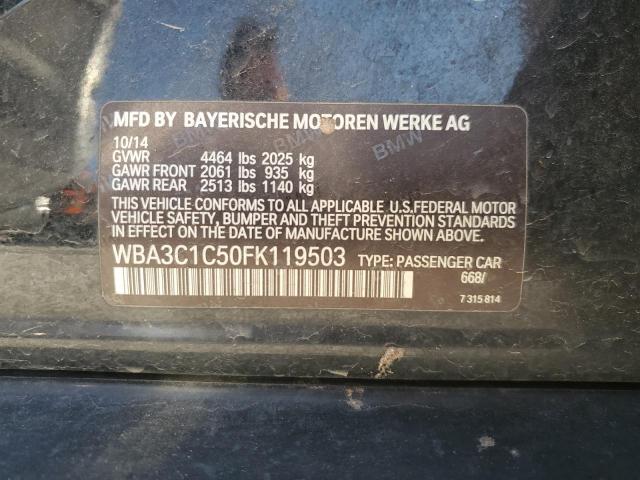 MFD BY BAYERISCHE MOTOREN WERKE AG
10/14
GVWR 4464 lbs 2025 kg
GAWR FRONT 2061 lbs 935 kg
GAWR REAR 2513 lbs 1140 kg
THIS VEHICLE CONFORMS TO ALL APPLICABLE U.S.FEDERAL MOTOR
VEHICLE SAFETY, BUMPER AND THEFT PREVENTION STANDARDS
IN EFFECT ON THE DATE OF MANUFACTURE SHOWN ABOVE.
WBA3C1C50FK119503 TYPE: PASSENGER CAR
668/
7 315 814
BMW
BMW